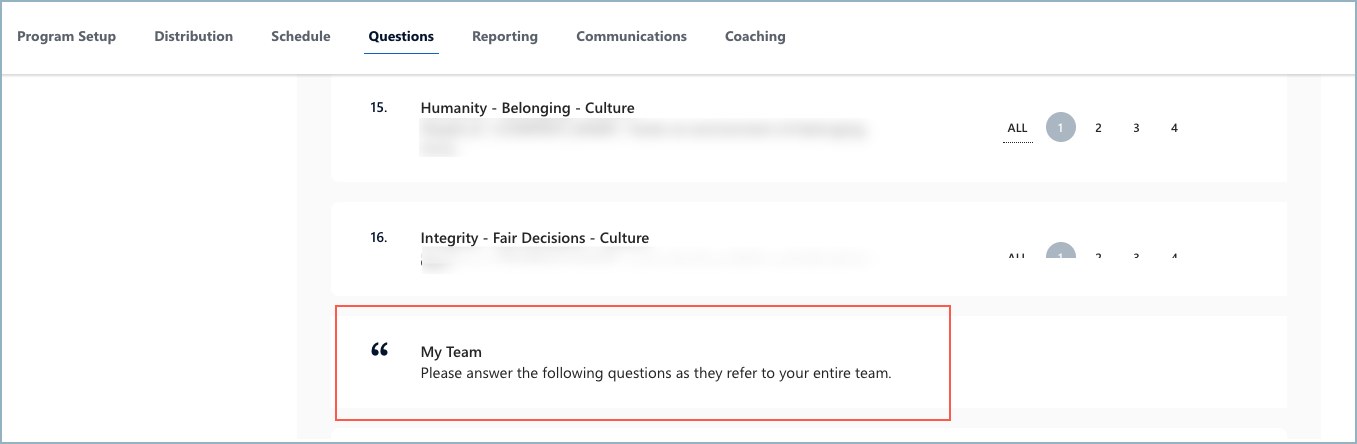 Program Setup Distribution Schedule Questions Reporting Communications Coaching
15. Humanity - Belonging - Culture
ALL 1 2 3 4
16. Integrity - Fair Decisions - Culture
ALL 1 2 3 4
“ My Team
Please answer the following questions as they refer to your entire team.